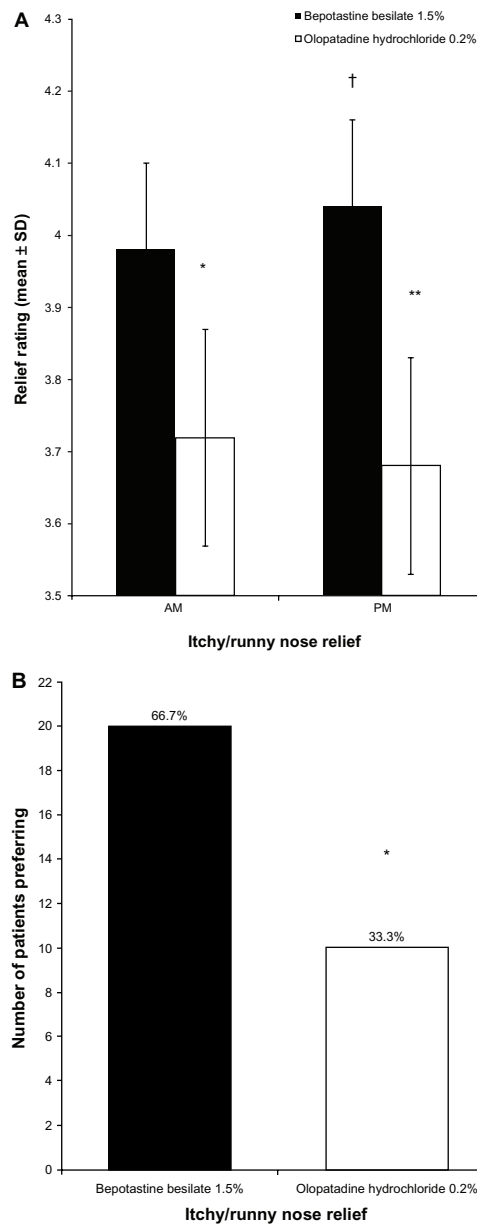 A
Bepotastine besilate 1.5%
Olopatadine hydrochloride 0.2%
Relief rating (mean ± SD)
4.3
4.2
4.1
4
3.9
3.8
3.7
3.6
3.5
†
*
**
AM
PM
Itchy/runny nose relief
B
Number of patients preferring
22
20
18
16
14
12
10
8
6
4
2
0
66.7%
*
33.3%
Bepotastine besilate 1.5%
Olopatadine hydrochloride 0.2%
Itchy/runny nose relief